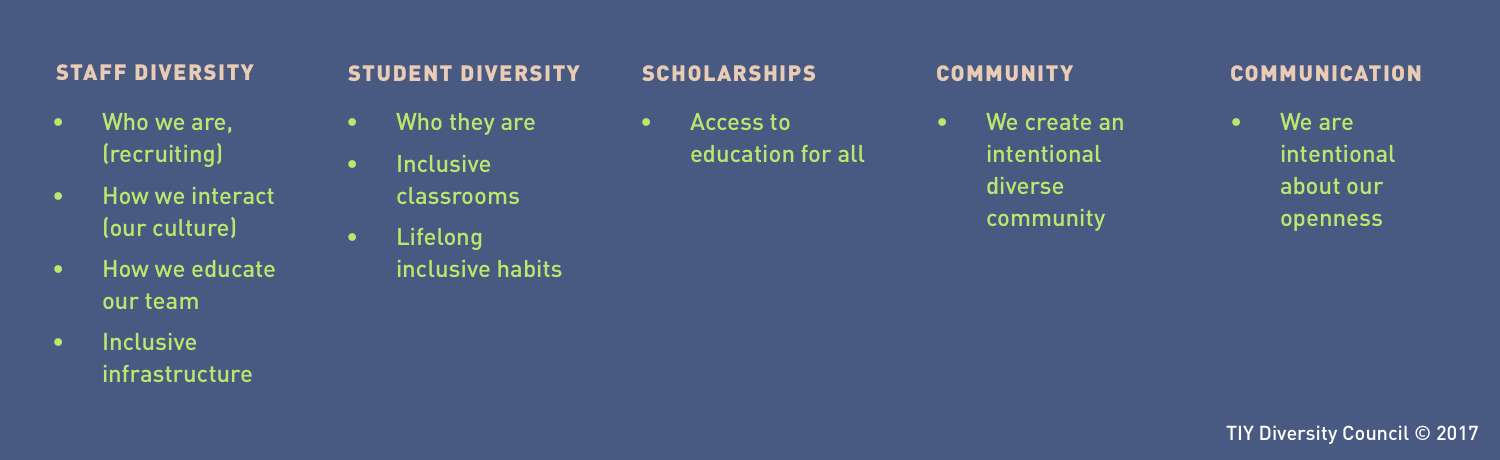 STAFF DIVERSITY
• Who we are,
(recruiting)
• How we interact
(our culture)
• How we educate
our team
• Inclusive
infrastructure
STUDENT DIVERSITY
• Who they are
• Inclusive
classrooms
• Lifelong
inclusive habits
SCHOLARSHIPS
• Access to
education for all
COMMUNITY
• We create an
intentional
diverse
community
COMMUNICATION
• We are
intentional
about our
openness
TIY Diversity Council © 2017